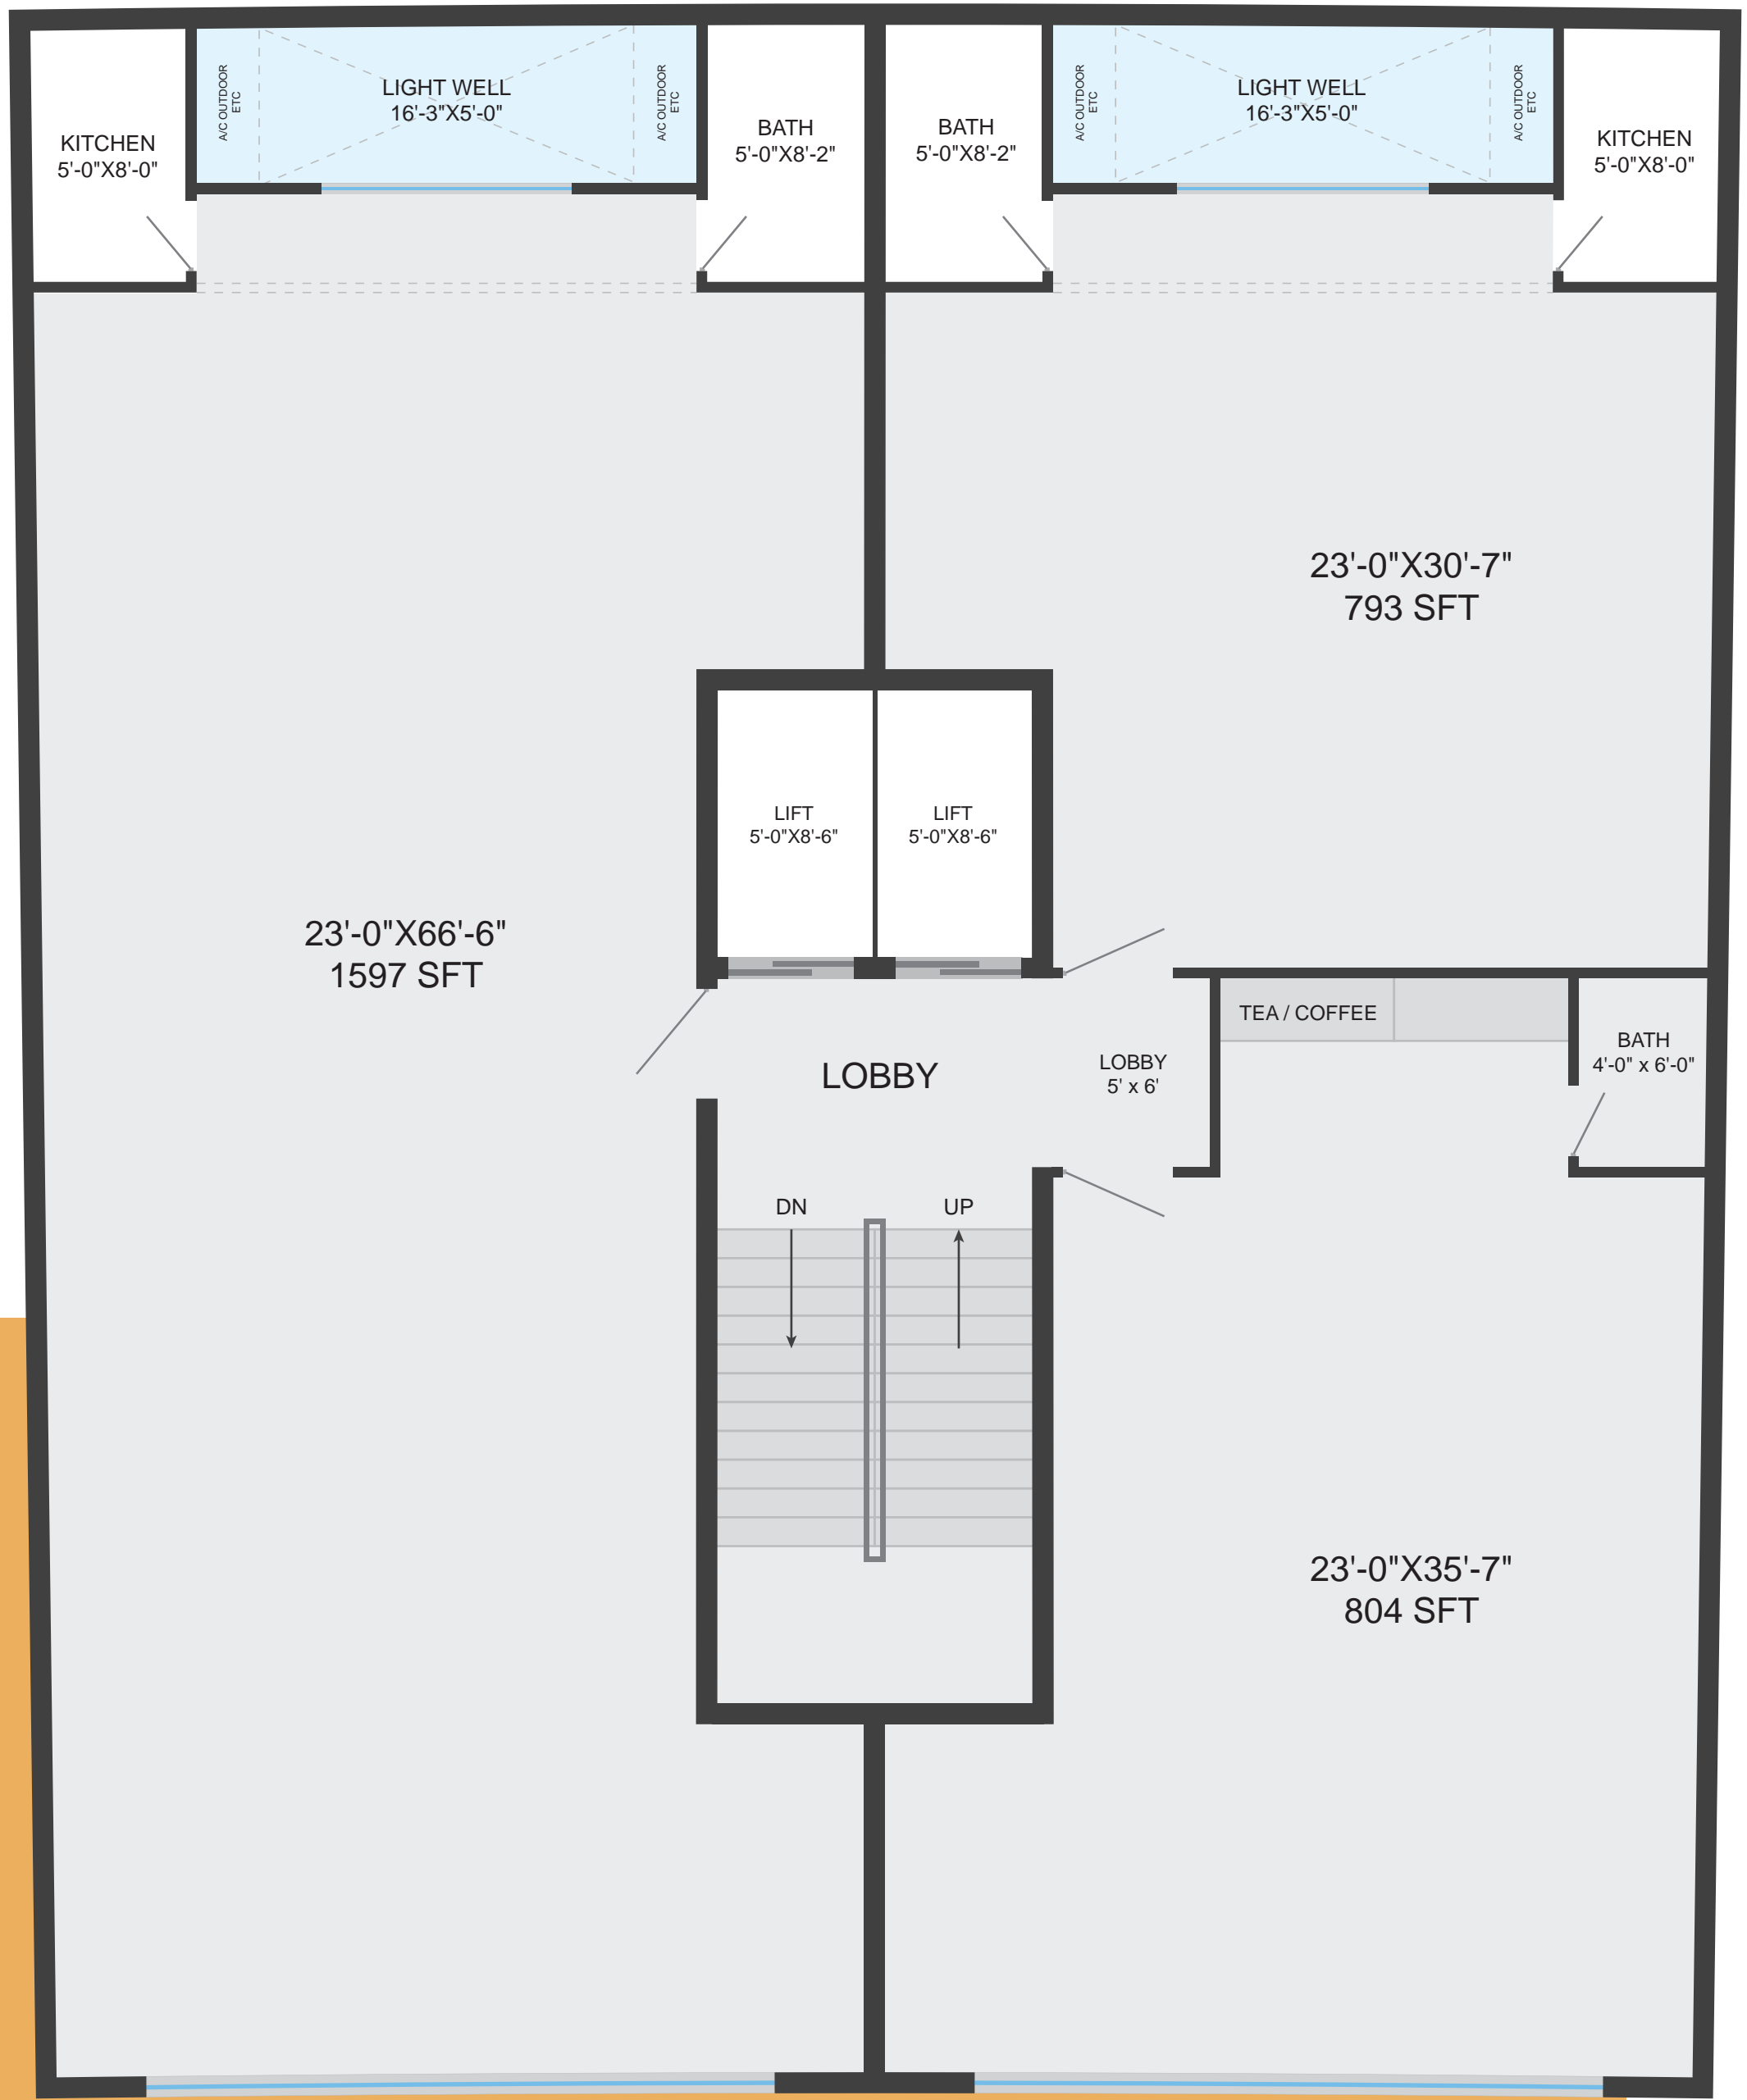 A/C OUTDOOR
ETC
LIGHT WELL
16'-3"X5'-0"
A/C OUTDOOR
ETC
KITCHEN
5'-0"X8'-0"
BATH
5'-0"X8'-2"
BATH
5'-0"X8'-2"
A/C OUTDOOR
ETC
LIGHT WELL
16'-3"X5'-0"
A/C OUTDOOR
ETC
KITCHEN
5'-0"X8'-0"
23'-0"X30'-7"
793 SFT
LIFT
5'-0"X8'-6"
LIFT
5'-0"X8'-6"
23'-0"X66'-6"
1597 SFT
TEA / COFFEE
BATH
4'-0" x 6'-0"
LOBBY
LOBBY
5' x 6'
DN
UP
23'-0"X35'-7"
804 SFT